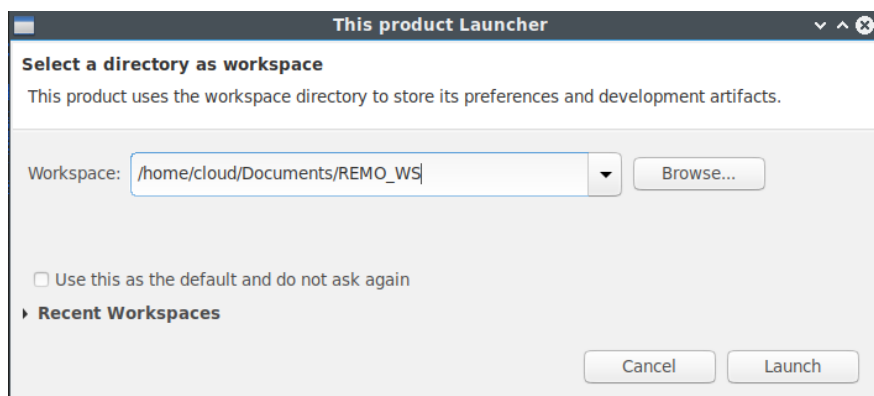 This product Launcher
Select a directory as workspace
This product uses the workspace directory to store its preferences and development artifacts.
Workspace: /home/cloud/Documents/REMO_WS Browse...
Use this as the default and do not ask again
Recent Workspaces
Cancel Launch